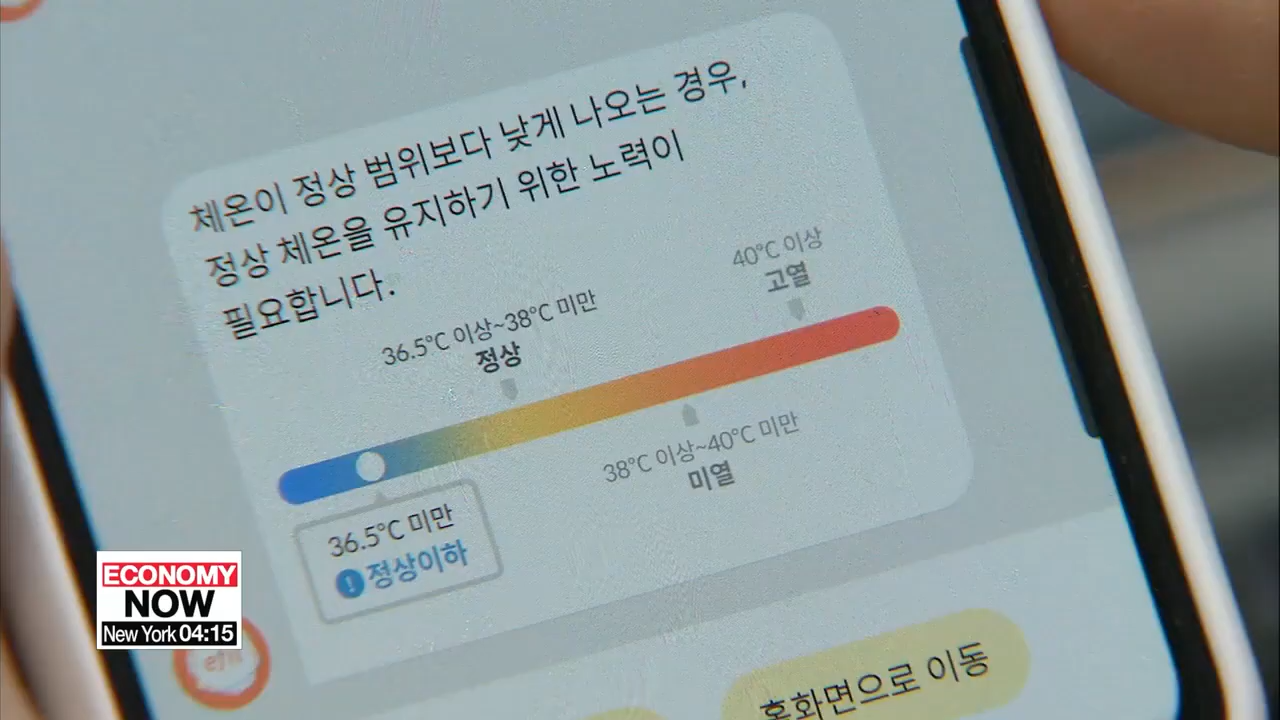 체온이 정상 범위보다 낮게 나오는 경우,
정상 체온을 유지하기 위한 노력이
필요합니다.
40°C 이상
고열
36.5°C 이상~38°C 미만
정상
38°C 이상~40°C 미만
미열
36.5°C 미만
정상이하
홈화면으로 이동
ECONOMY
NOW
New York 04:15